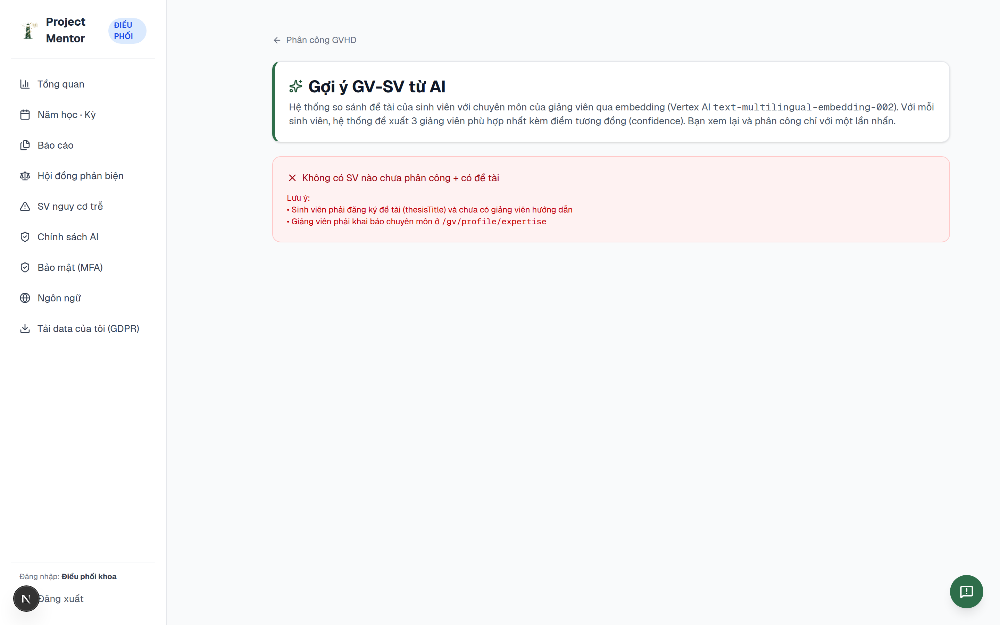 Project
Mentor
ĐIỀU
PHỐI
Tổng quan
Năm học · Kỳ
Báo cáo
Hội đồng phản biện
SV nguy cơ trễ
Chính sách AI
Bảo mật (MFA)
Ngôn ngữ
Tải data của tôi (GDPR)
Đăng nhập: Điều phối khoa
N
Đăng xuất
Phân công GVHD
Gợi ý GV-SV từ AI
Hệ thống so sánh đề tài của sinh viên với chuyên môn của giảng viên qua embedding (Vertex AI text-multilingual-embedding-002). Với mỗi
sinh viên, hệ thống đề xuất 3 giảng viên phù hợp nhất kèm điểm tương đồng (confidence). Bạn xem lại và phân công chỉ với một lần nhấn.
Không có SV nào chưa phân công + có đề tài
Lưu ý:
• Sinh viên phải đăng ký đề tài (thesisTitle) và chưa có giảng viên hướng dẫn
• Giảng viên phải khai báo chuyên môn ở /gv/profile/expertise